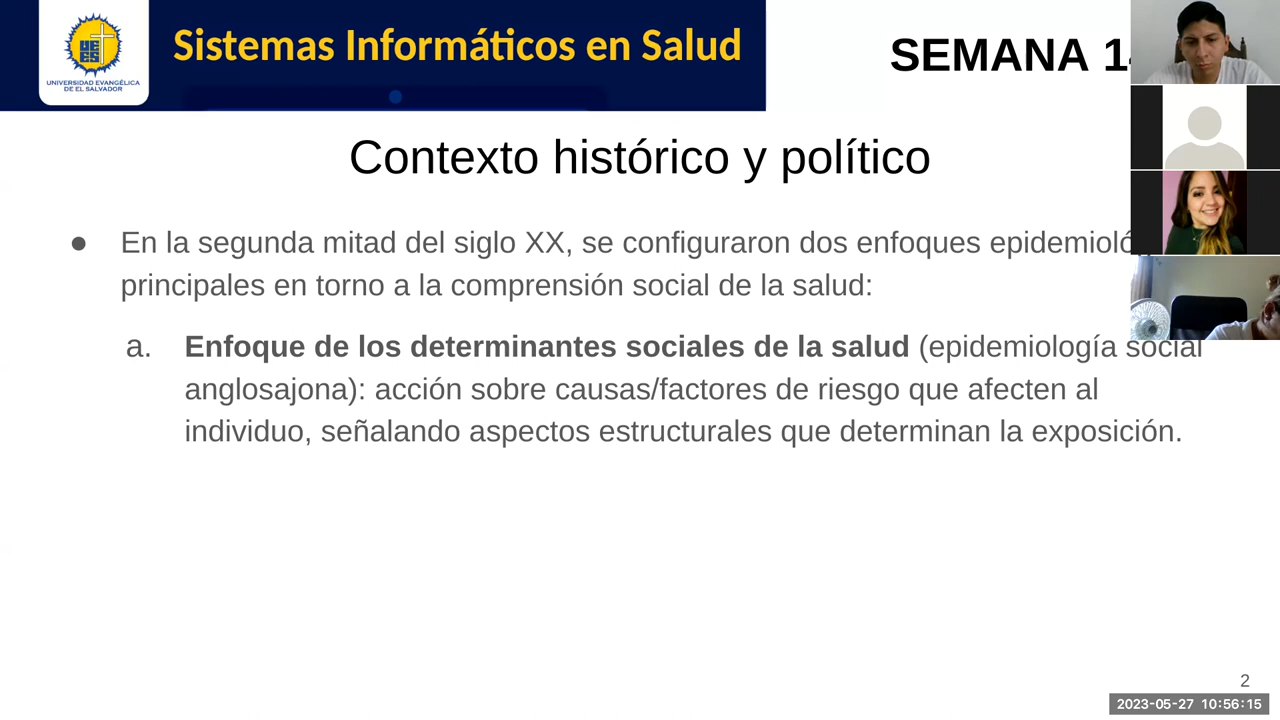 UNIVERSIDAD EVANGÉLICA
DE EL SALVADOR
Sistemas Informáticos en Salud
SEMANA
Contexto histórico y político
● En la segunda mitad del siglo XX, se configuraron dos enfoques
principales en torno a la comprensión social de la salud:
a. Enfoque de los determinantes sociales de la salud (epidemiología social
anglosajona): acción sobre causas/factores de riesgo que afecten al
individuo, señalando aspectos estructurales que determinan la exposición.
2
2023-05-27 10:56:15